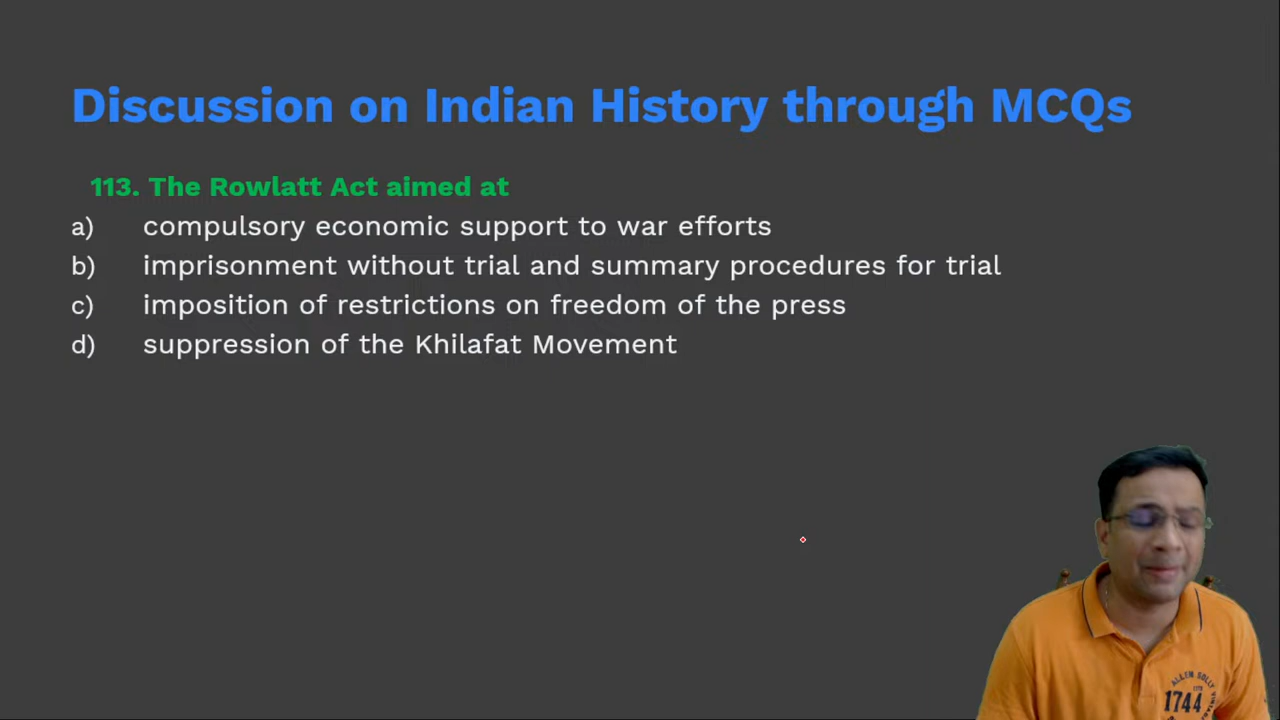 Discussion on Indian History through MCQs
113. The Rowlatt Act aimed at
a) compulsory economic support to war efforts
b) imprisonment without trial and summary procedures for trial
c) imposition of restrictions on freedom of the press
d) suppression of the Khilafat Movement
ALLEN SOLLY
1744